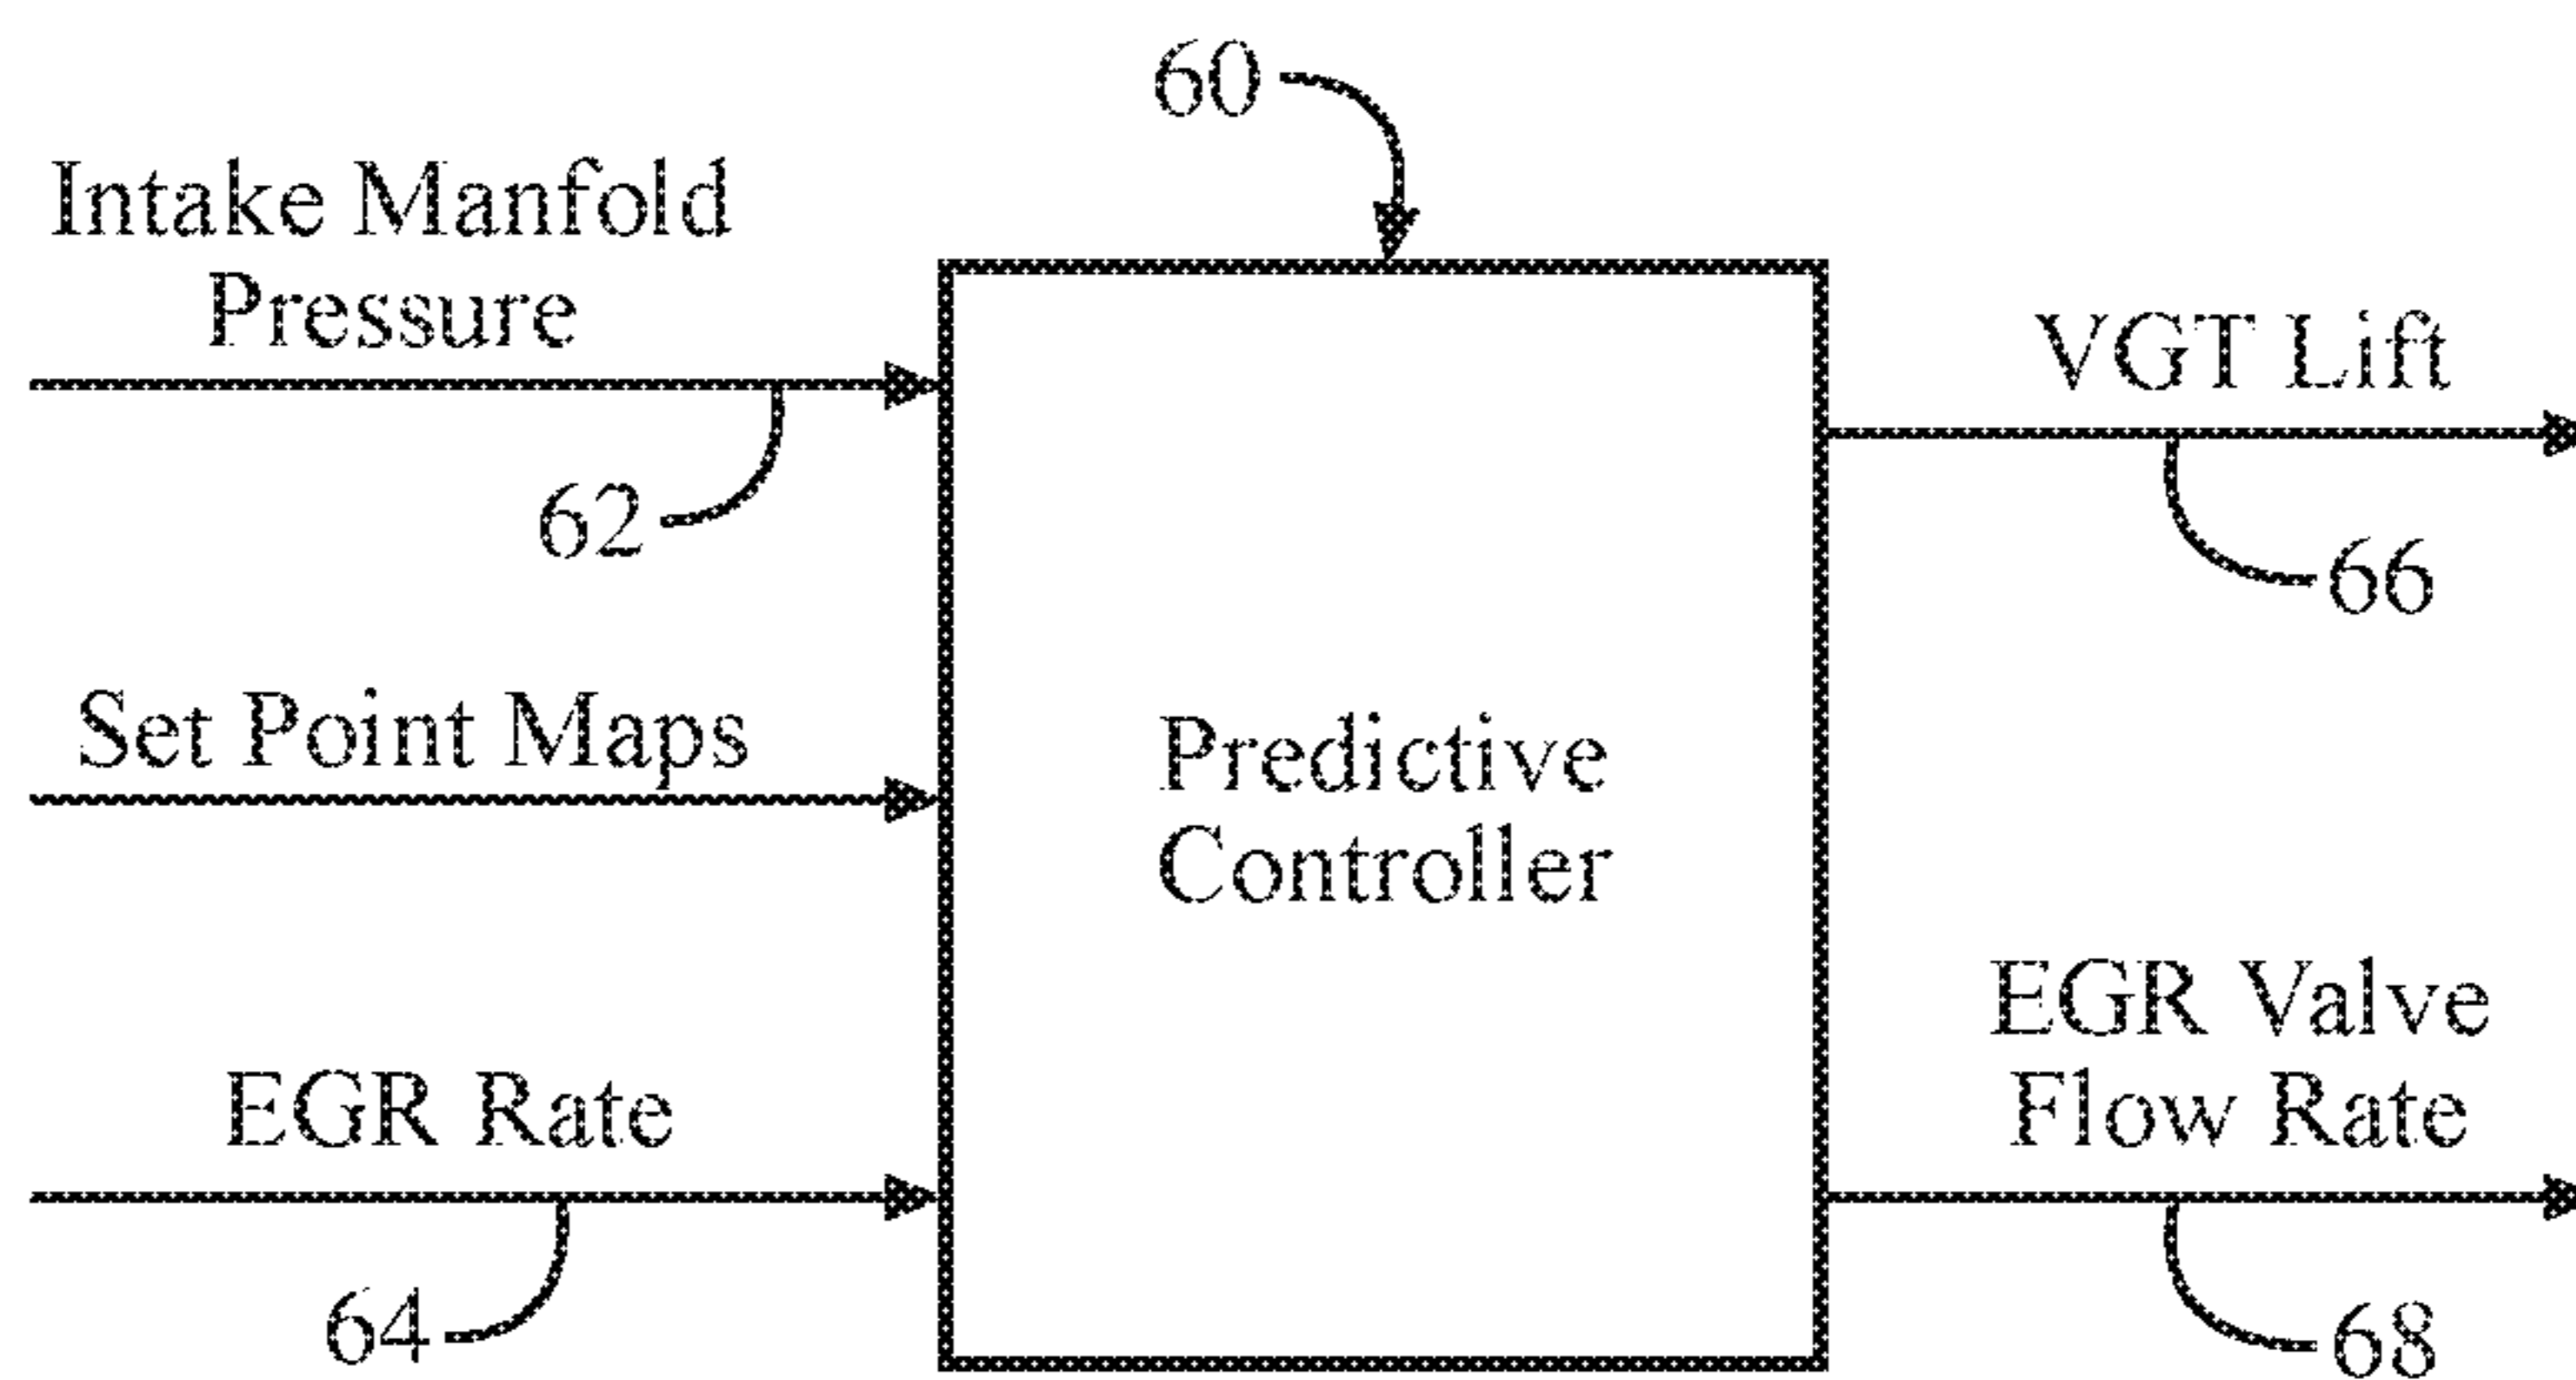 60
Intake Manfold
Pressure
62
VGT Lift
66
Set Point Maps
Predictive
Controller
EGR Rate
64
EGR Valve
Flow Rate
68